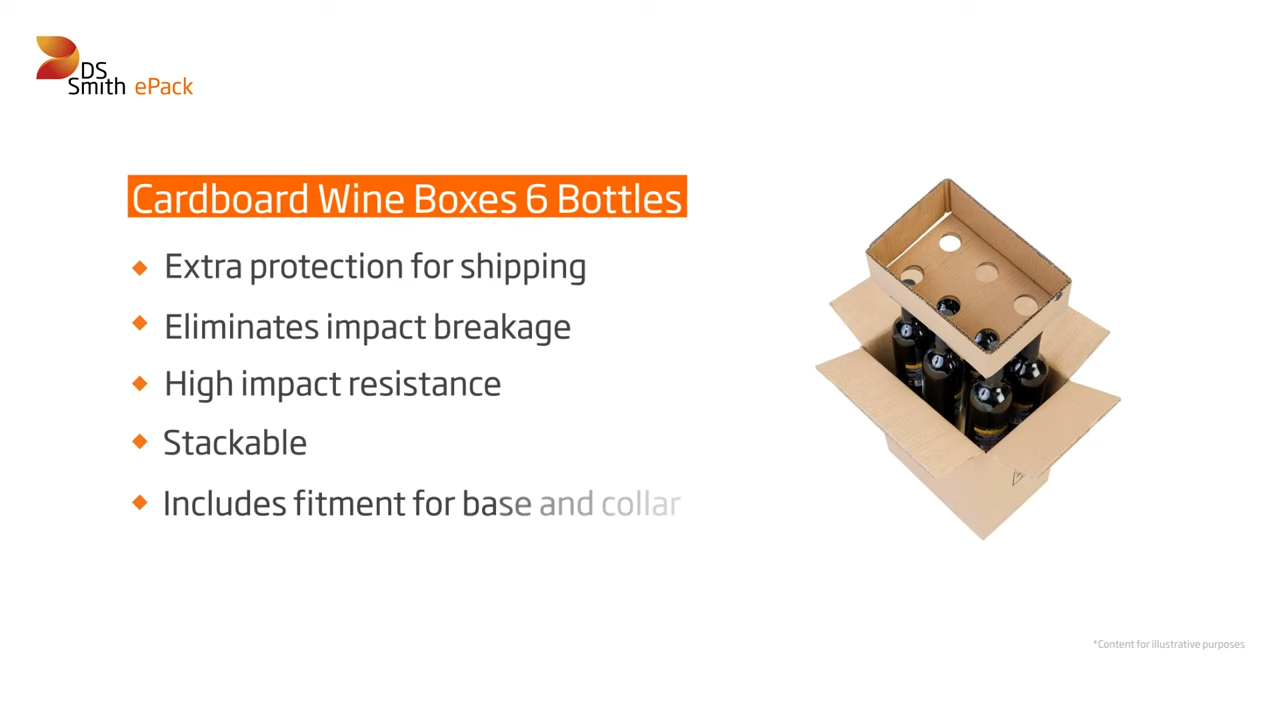 DS
Smith ePack
Cardboard Wine Boxes 6 Bottles
Extra protection for shipping
Eliminates impact breakage
High impact resistance
Stackable
Includes fitment for base and collar
*Content for illustrative purposes